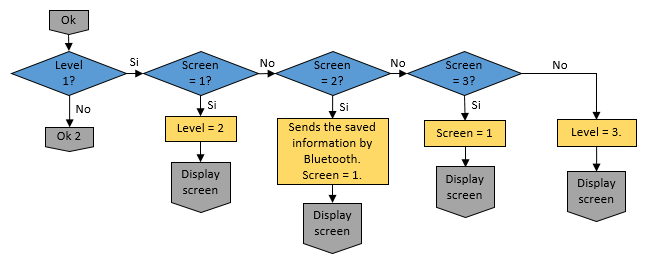 Ok
Level
1?
Si
Screen
= 1?
No
Screen
= 2?
No
Screen
= 3?
No
No
Si
Si
Si
Ok 2
Level = 2
Sends the saved
information by
Bluetooth.
Screen = 1.
Screen = 1
Level = 3.
Display
screen
Display
screen
Display
screen
Display
screen